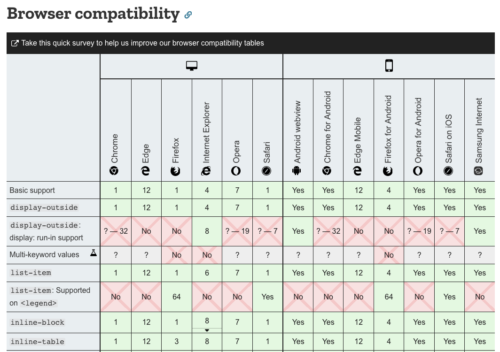 Browser compatibility
Take this quick survey to help us improve our browser compatibility tables
Chrome Edge Firefox Internet Explorer Opera Safari Android webview Chrome for Android Edge Mobile Firefox for Android Opera for Android Safari on iOS Samsung Internet
Basic support 1 12 1 4 7 1 Yes Yes 12 4 Yes Yes Yes
display-outside 1 12 1 4 7 1 Yes Yes 12 4 Yes Yes Yes
display-outside: ? — 32 No No 8 ? — 19 ? — 7 Yes ? — 32 No No ? — 19 ? — 7 Yes
display: run-in support
Multi-keyword values ? ? No No ? ? ? ? ? No ? ? ?
list-item 1 12 1 6 7 1 Yes Yes 12 4 Yes Yes Yes
list-item: Supported No No 64 No No Yes No No No 64 No Yes No
on <legend>
inline-block 1 12 1 8 7 1 Yes Yes 12 4 Yes Yes Yes
inline-table 1 12 3 8 7 1 Yes Yes 12 4 Yes Yes Yes